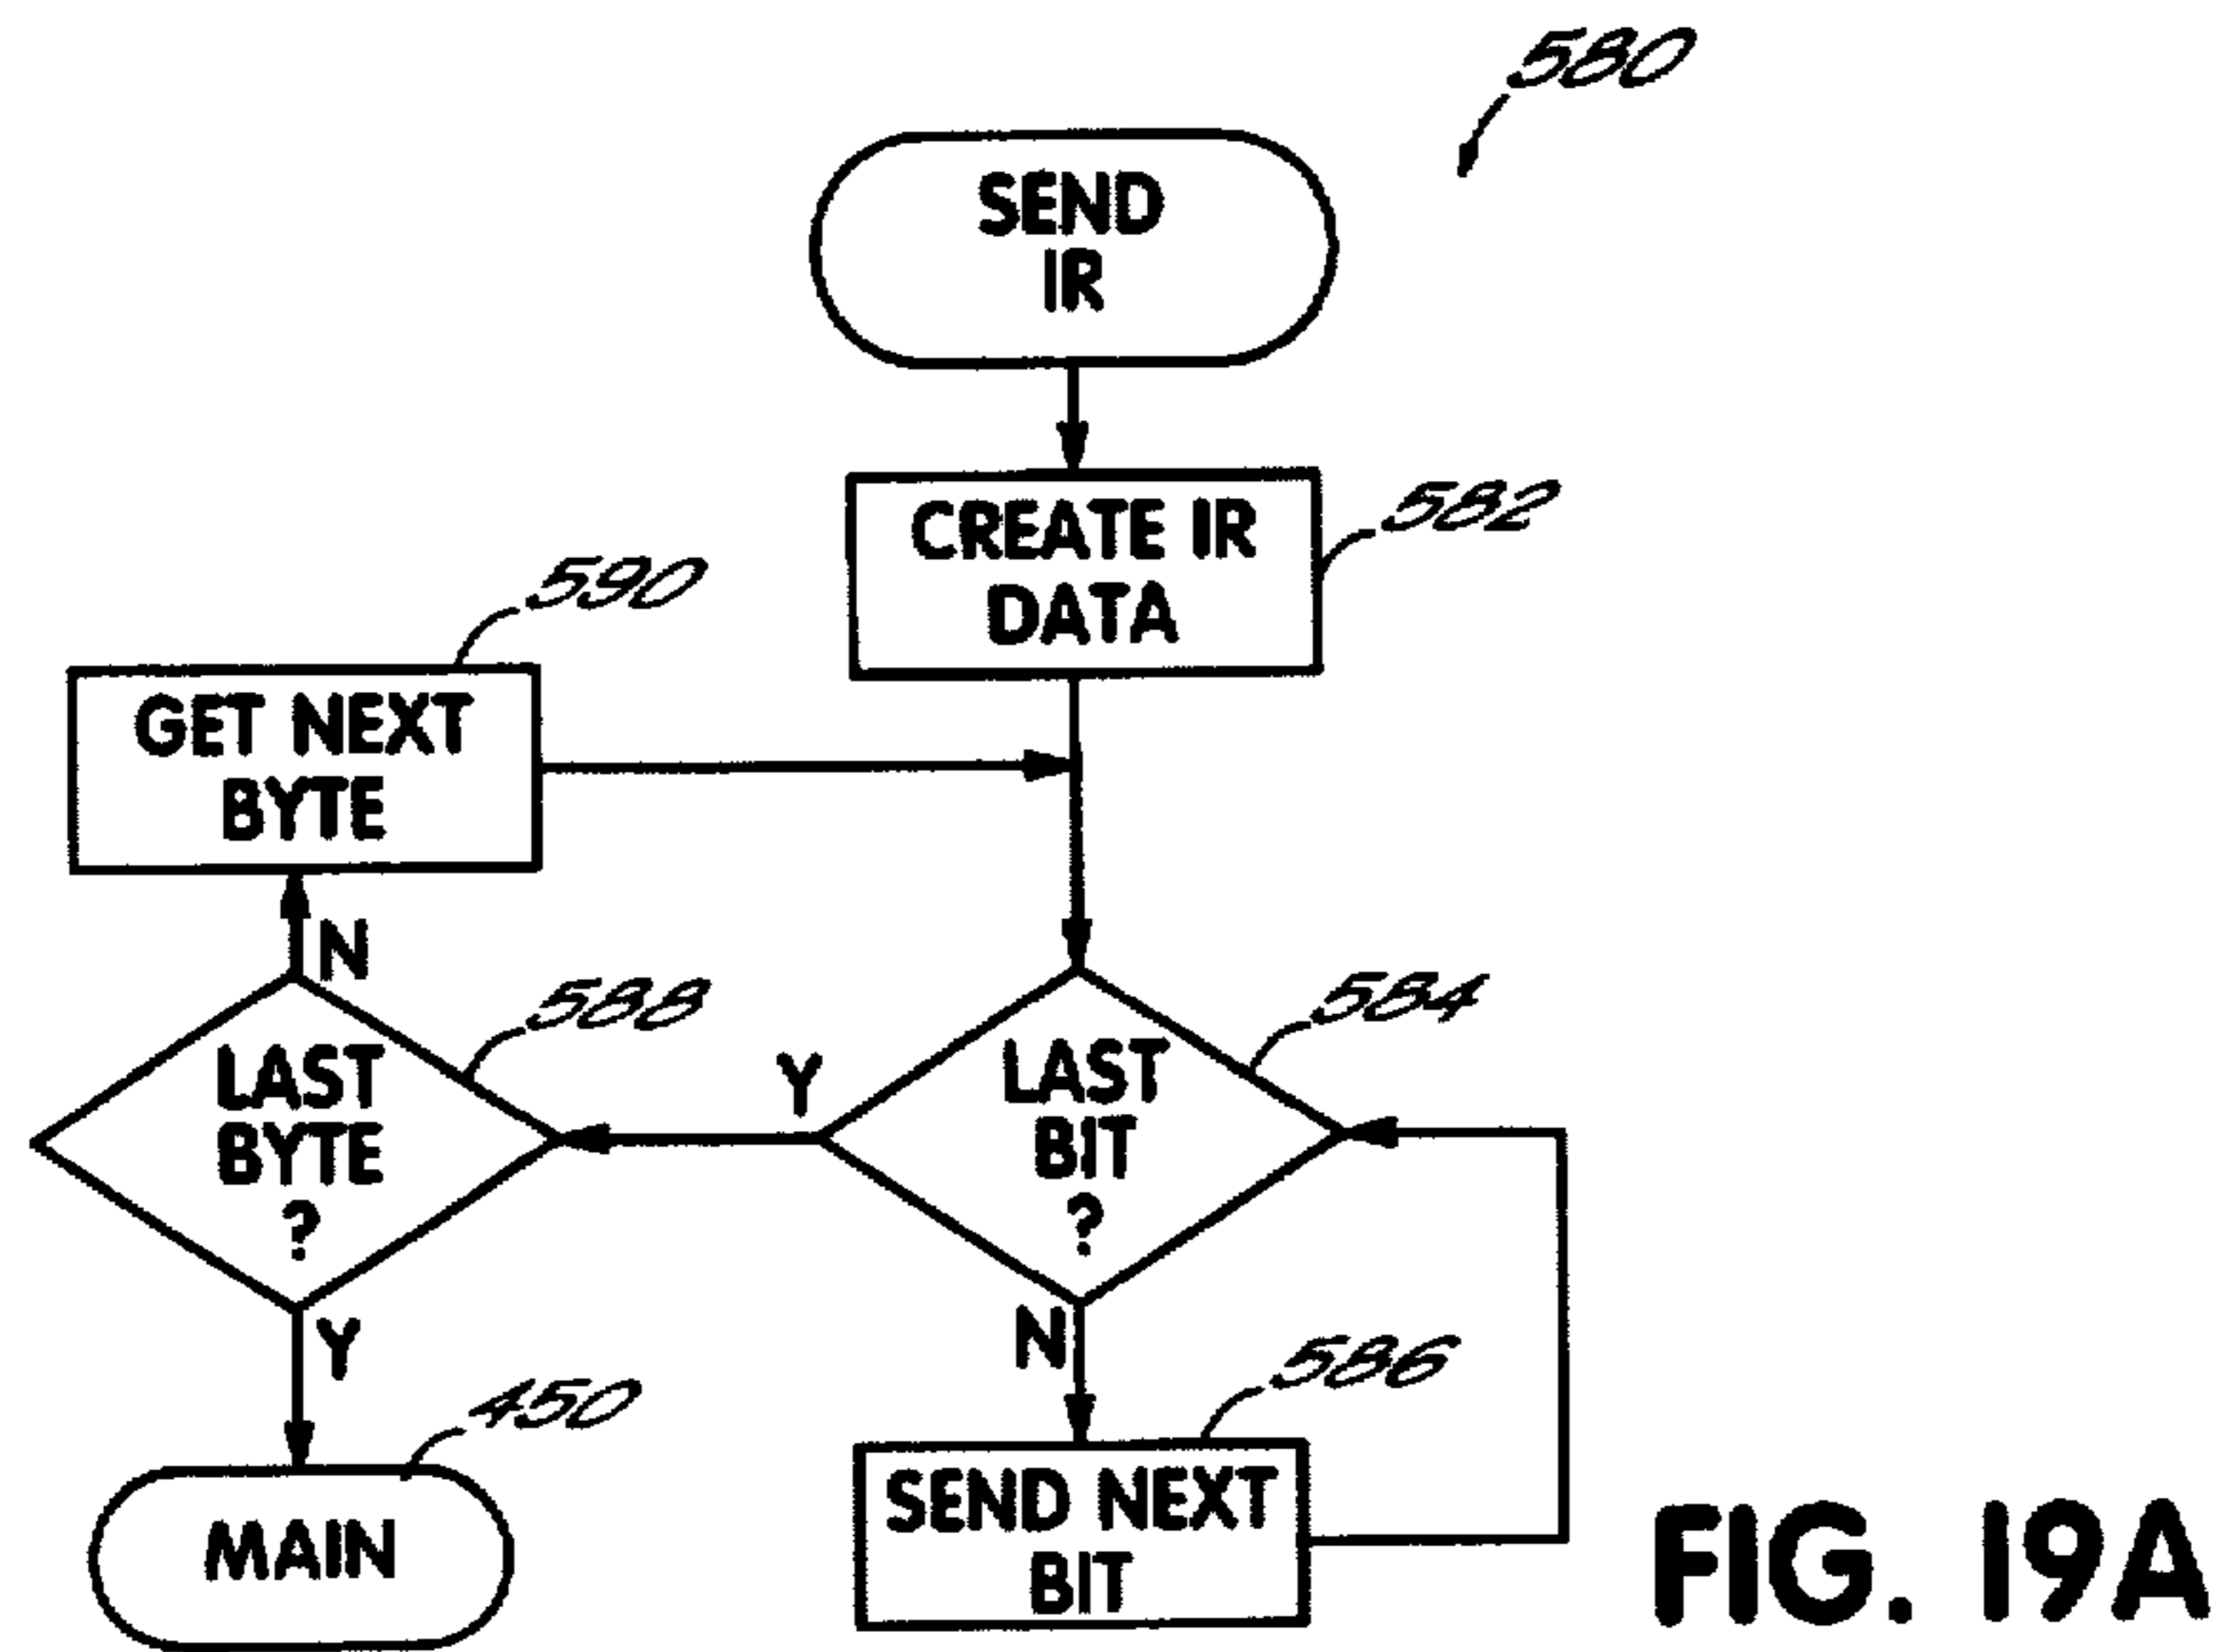 580
SEND
IR
CREATE IR
DATA
582
590
GET NEXT
BYTE
N
588
LAST
BYTE
?
Y
584
LAST
BIT
?
Y
N
450
MAIN
586
SEND NEXT
BIT
FIG. 19A